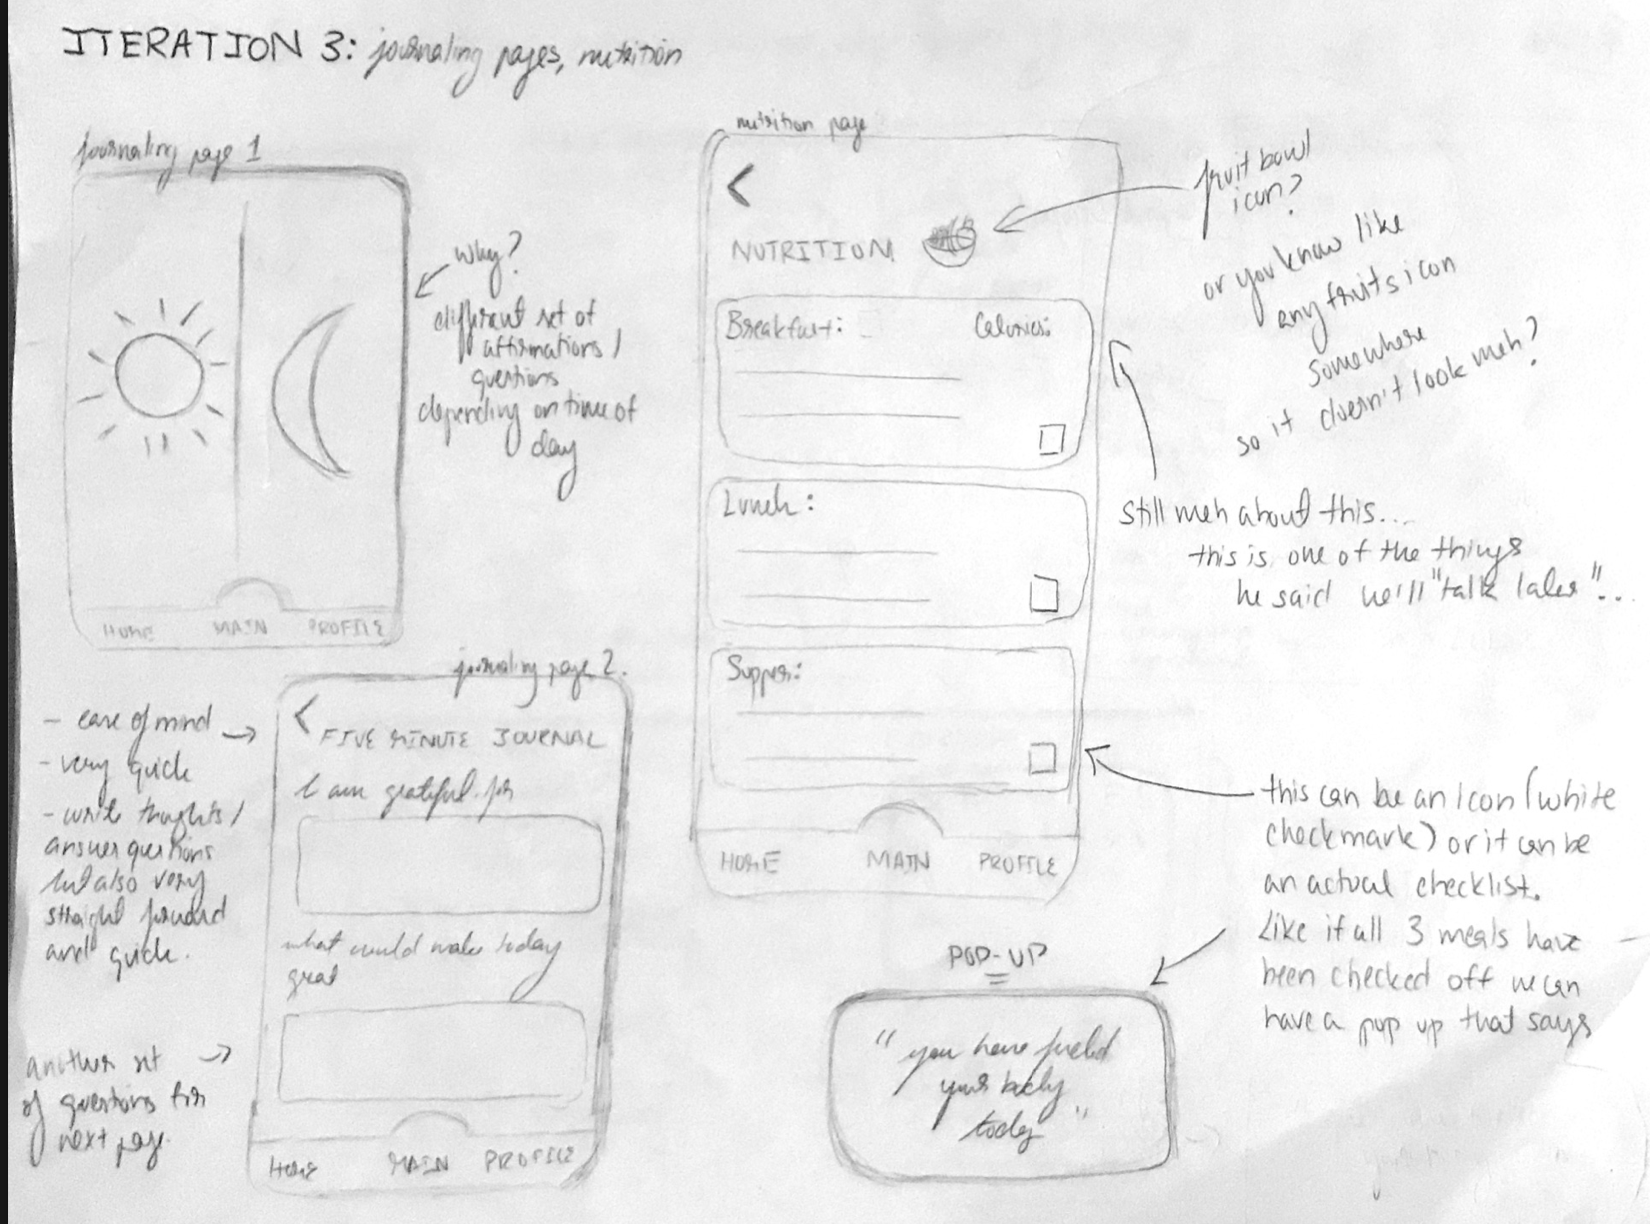 ITERATION 3: journaling pages, nutrition
journaling page 1
why?
different set of
affirmations/
questions
depending on time of
day
HOME MAIN PROFILE
journaling page 2.
- ease of mind
- very quick
- write thoughts/
answer questions
but also very
straight forward
and quick.
another set
of questions for
next page.
<
FIVE MINUTE JOURNAL
I am grateful for
what would make today
great
HOME MAIN PROFILE
nutrition page
<
NUTRITION
Breakfast: Calories:
Lunch:
Supper:
HOME MAIN PROFILE
fruit bowl
icon?
or you know like
any fruits icon
somewhere
so it doesn't look meh?
still meh about this...
this is one of the things
he said we'll "talk later"...
this can be an icon (white
checkmark) or it can be
an actual checklist.
Like if all 3 meals have
been checked off we can
have a pop up that says
POP-UP
"you have fueled
your body
today"